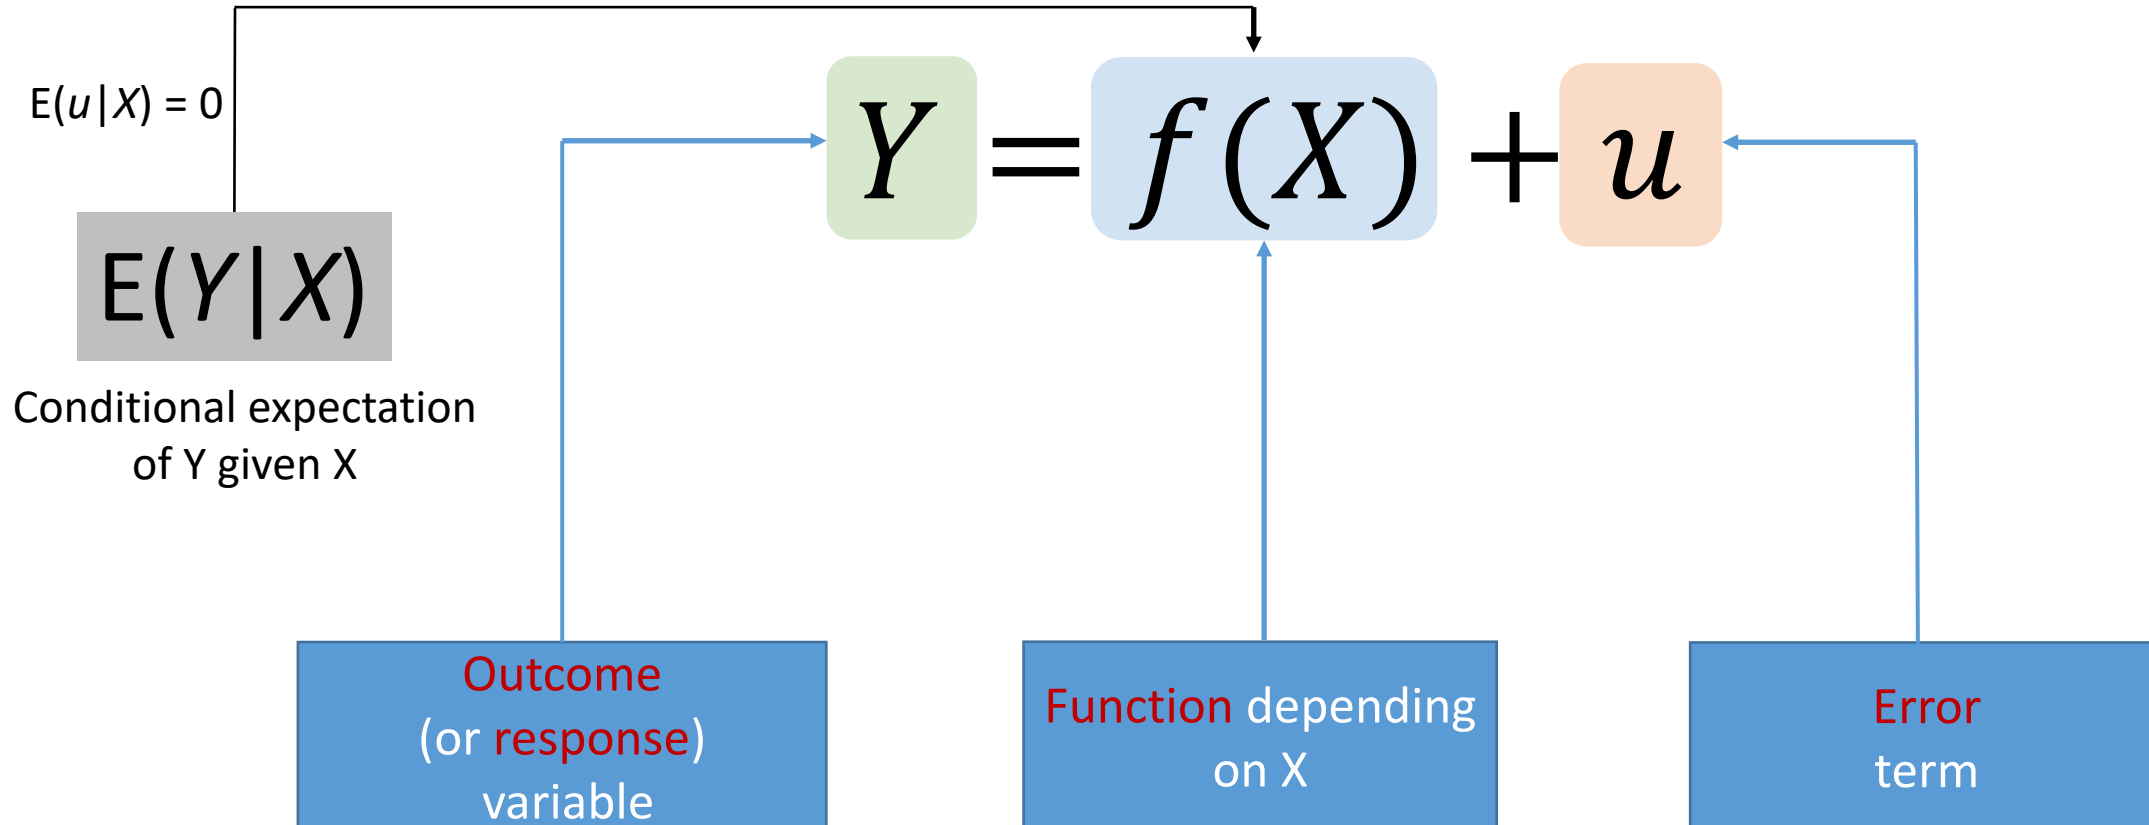 E(u|X) = 0
Y = f(X) + u
E(Y|X)
Conditional expectation
of Y given X
Outcome
(or response)
variable
Function depending
on X
Error
term